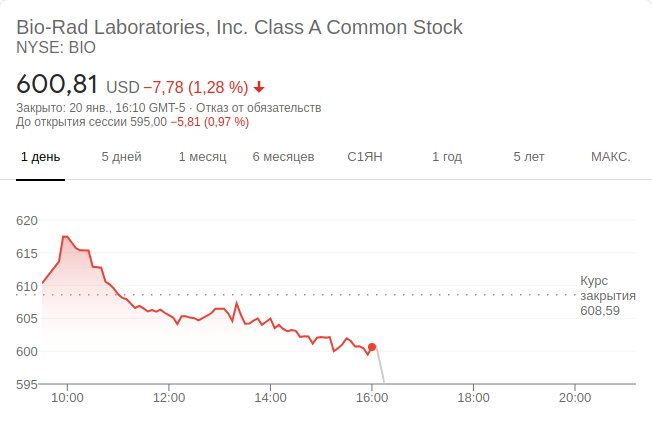 Bio-Rad Laboratories, Inc. Class A Common Stock
NYSE: BIO
600,81 USD −7,78 (1,28 %)
Закрыто: 20 янв., 16:10 GMT-5 · Отказ от обязательств
До открытия сессии 595,00 −5,81 (0,97 %)
1 день 5 дней 1 месяц 6 месяцев С1ЯН 1 год 5 лет МАКС.
620
615
610
605
600
595
Курс
закрытия
608,59
10:00 12:00 14:00 16:00 18:00 20:00